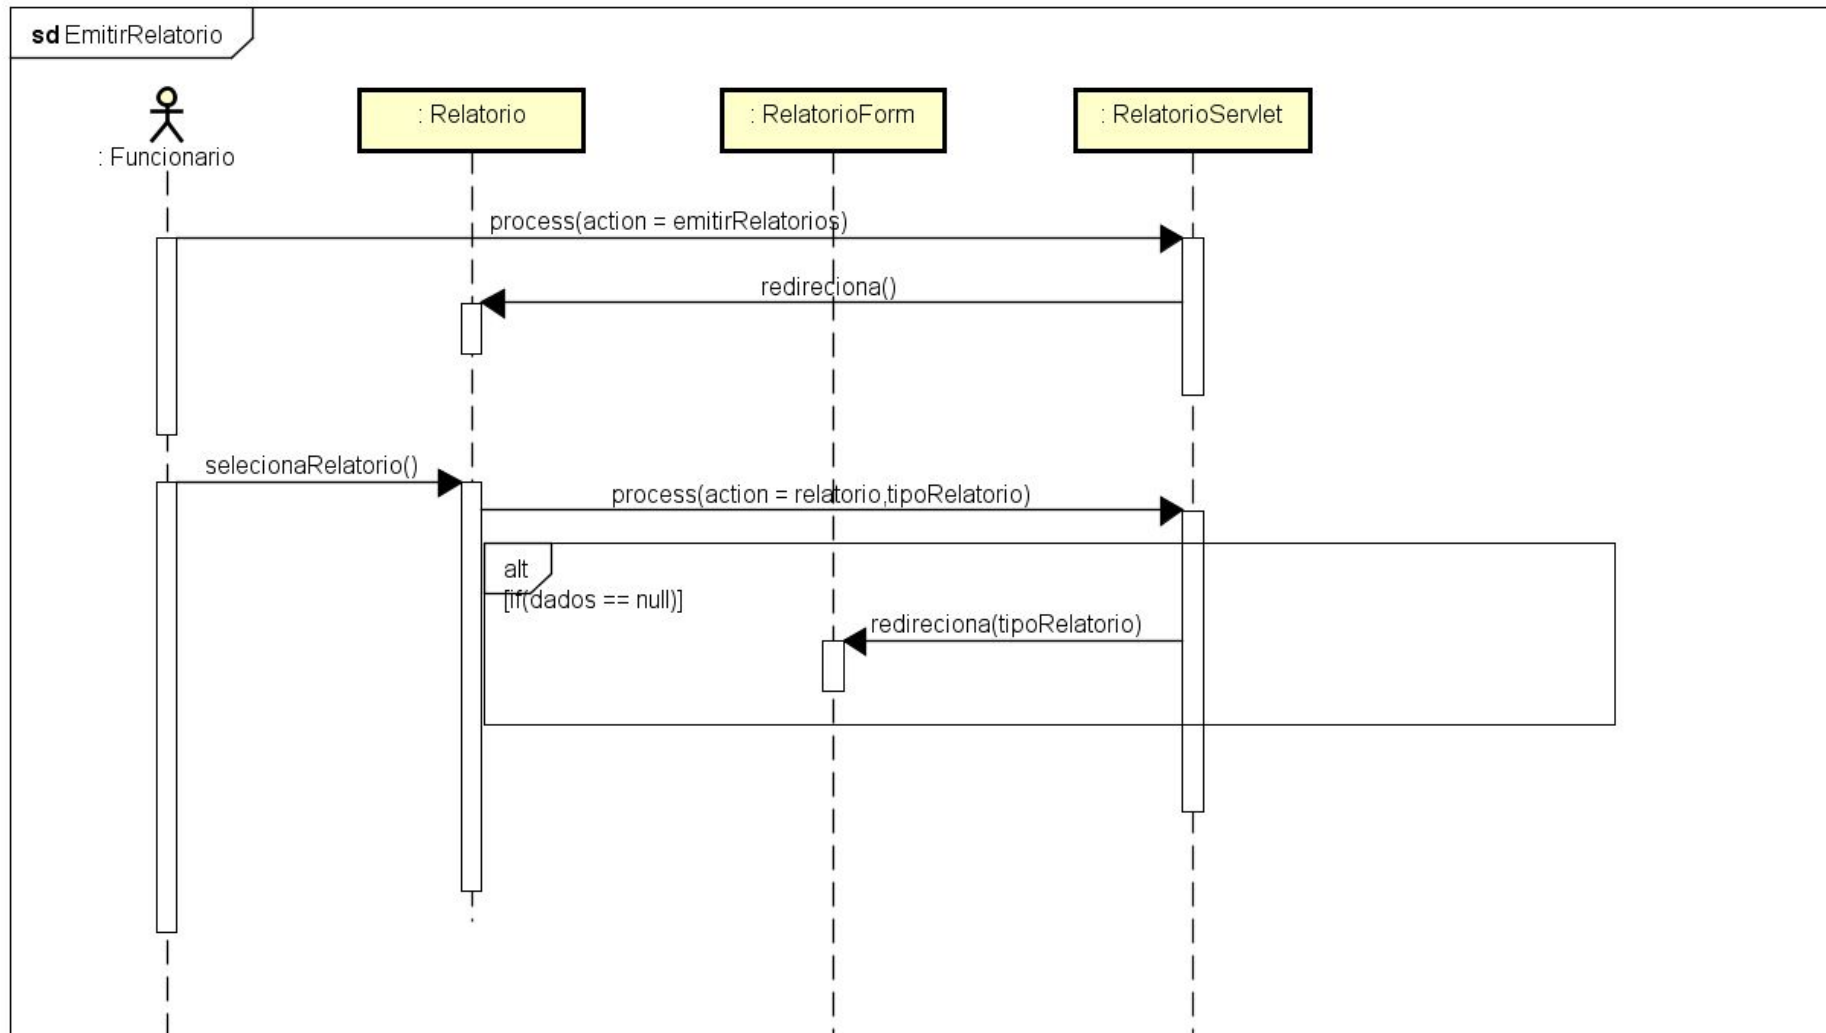 sd EmitirRelatorio
: Funcionario
: Relatorio
: RelatorioForm
: RelatorioServlet
process(action = emitirRelatorios)
redireciona()
selecionaRelatorio()
process(action = relatorio,tipoRelatorio)
alt
[if(dados == null)]
redireciona(tipoRelatorio)